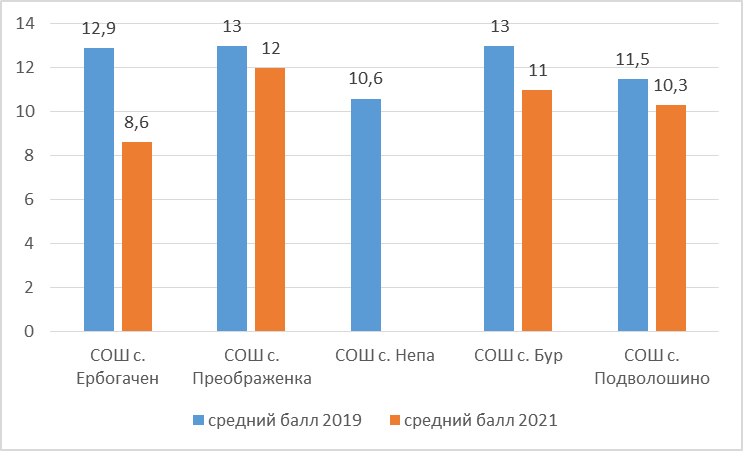 14
12
10
8
6
4
2
0
12,9
8,6
13
12
10,6
13
11
11,5
10,3
СОШ с.
Ербогачен
СОШ с.
Преображенка
СОШ с. Непа
СОШ с. Бур
СОШ с.
Подволошино
средний балл 2019
средний балл 2021